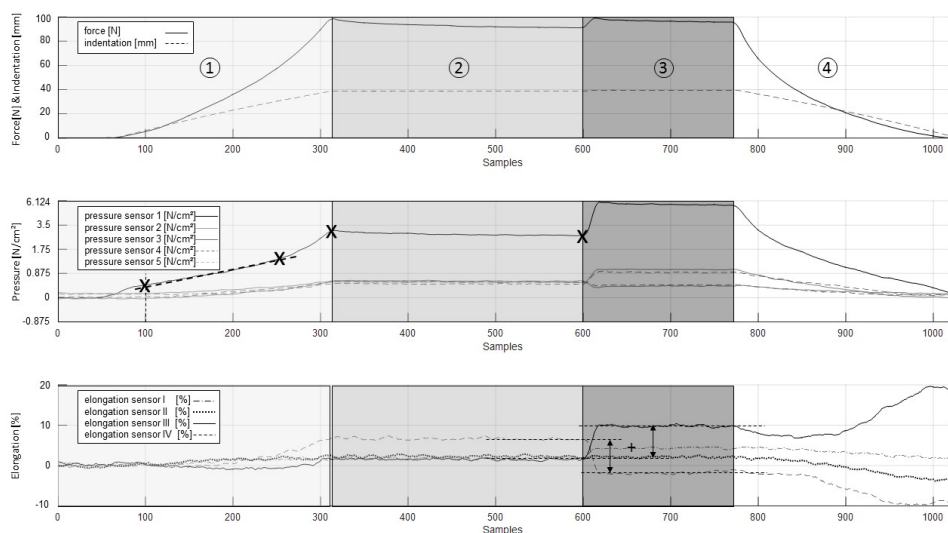 Force[N] & Indentation[mm]
100
80
60
40
20
0
force [N]
indentation [mm]
1
2
3
4
0 100 200 300 400 500 600 700 800 900 1000
Samples
Pressure [N/cm²]
6.124
3.5
1.75
0.875
0
-0.875
pressure sensor 1 [N/cm²]
pressure sensor 2 [N/cm²]
pressure sensor 3 [N/cm²]
pressure sensor 4 [N/cm²]
pressure sensor 5 [N/cm²]
X X X X
0 100 200 300 400 500 600 700 800 900 1000
Samples
Elongation [%]
20
10
0
-10
elongation sensor I [%]
elongation sensor II [%]
elongation sensor III [%]
elongation sensor IV [%]
+
0 100 200 300 400 500 600 700 800 900 1000
Samples